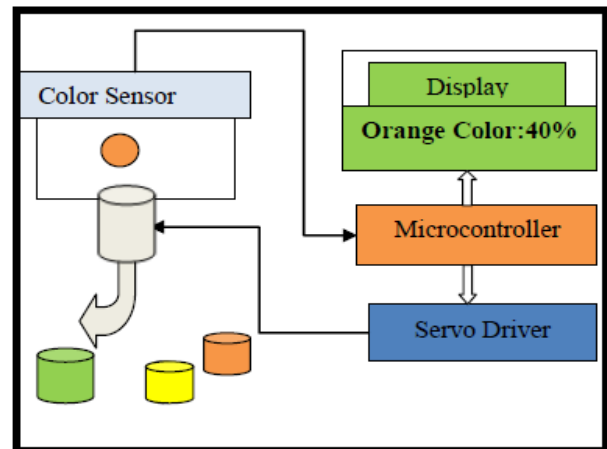 Color Sensor
Display
Orange Color:40%
Microcontroller
Servo Driver